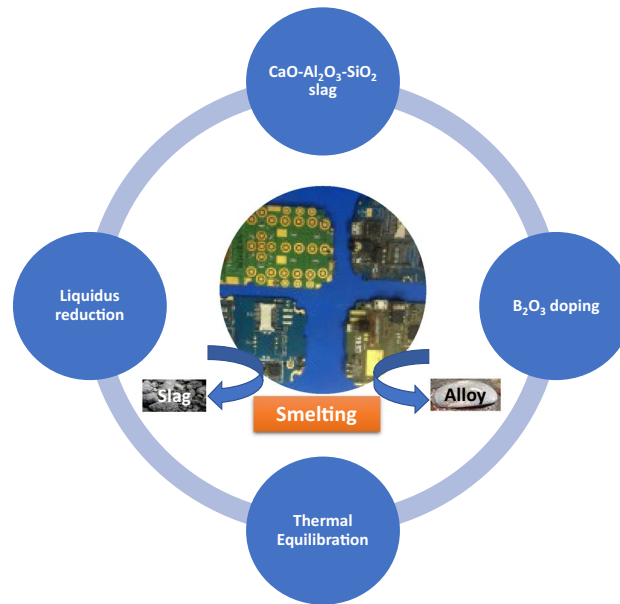 CaO-Al₂O₃-SiO₂
slag
Liquidus
reduction
B₂O₃ doping
Slag
Alloy
Smelting
Thermal
Equilibration